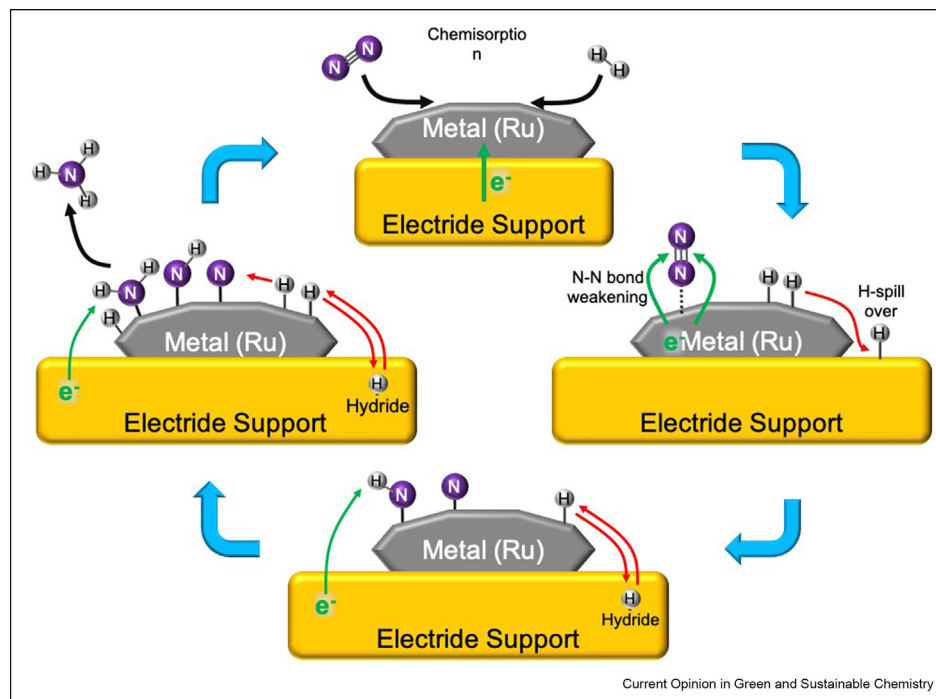 Chemisorptio
n
N
N
H
H
Metal (Ru)
e-
Electride Support
N
N
N-N bond
weakening
H
H
H-spill
over
H
e-
Metal (Ru)
Electride Support
H
N
N
H
Metal (Ru)
e-
H
Hydride
Electride Support
H
H
N
H
H
H
N
H
N
N
H
H
H
Metal (Ru)
e-
H
Hydride
Electride Support
Current Opinion in Green and Sustainable Chemistry